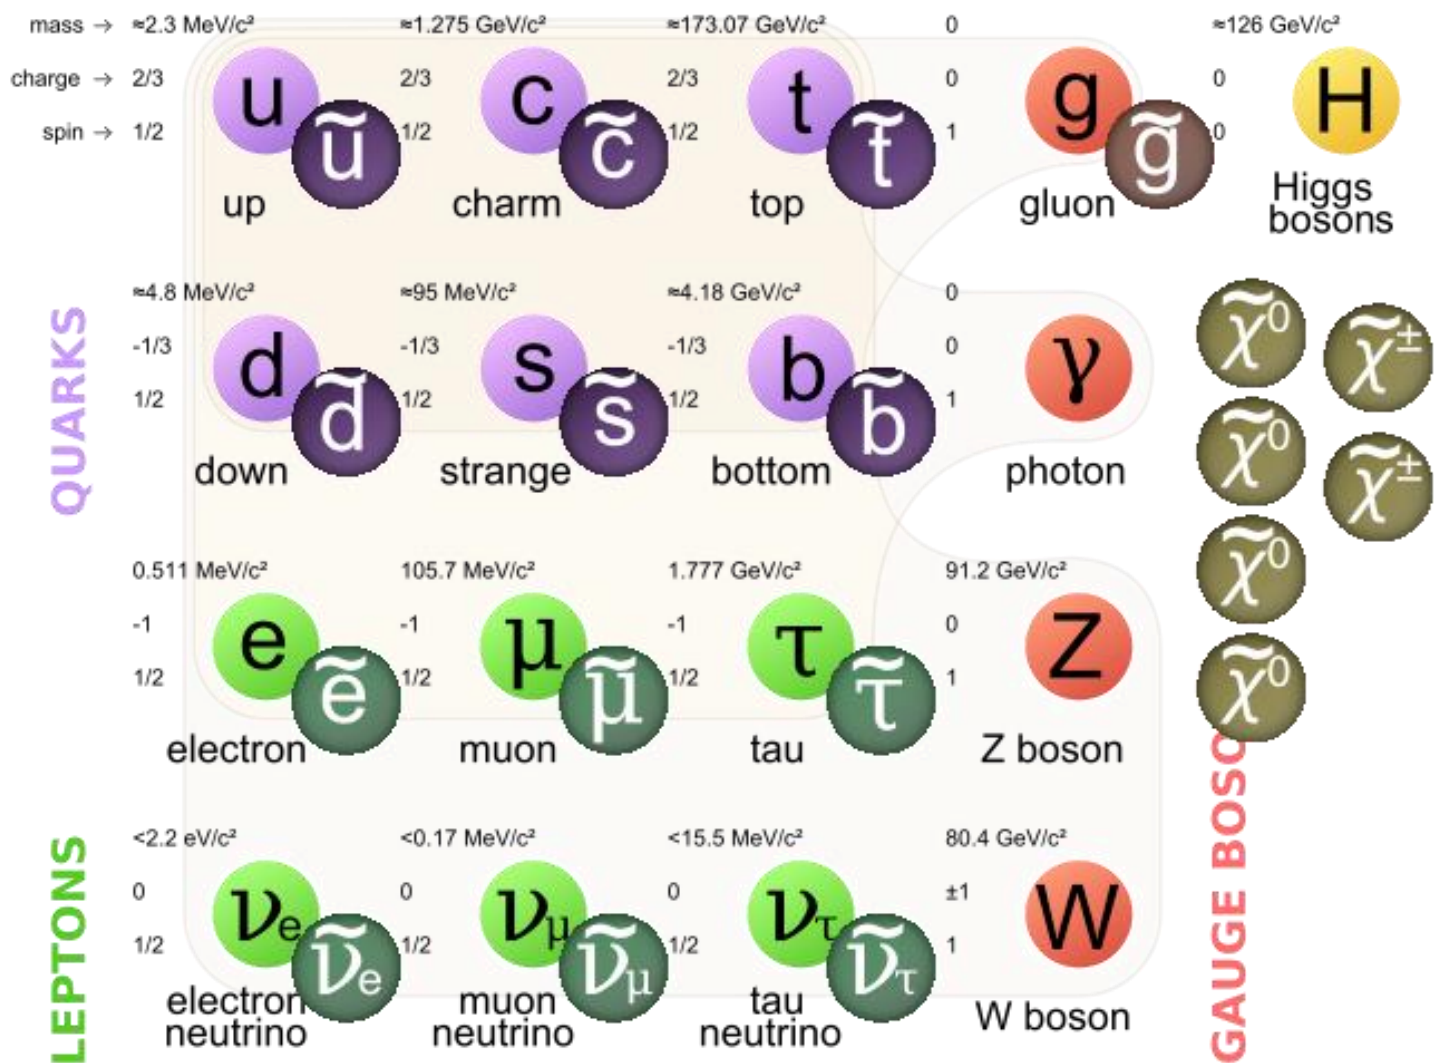 mass → ≈2.3 MeV/c² ≈1.275 GeV/c² ≈173.07 GeV/c² 0 ≈126 GeV/c²
charge → 2/3 2/3 2/3 0 0
spin → 1/2 1/2 1/2 1 0
u ũ c c̃ t t̃ g g̃ H
up charm top gluon Higgs
bosons
QUARKS
≈4.8 MeV/c² ≈95 MeV/c² ≈4.18 GeV/c² 0
-1/3 -1/3 -1/3 0
1/2 1/2 1/2 1
d d̃ s s̃ b b̃ γ
down strange bottom photon
χ̃⁰ χ̃±
χ̃⁰ χ̃±
χ̃⁰
χ̃⁰
0.511 MeV/c² 105.7 MeV/c² 1.777 GeV/c² 91.2 GeV/c²
-1 -1 -1 0
1/2 1/2 1/2 1
e ẽ μ μ̃ τ τ̃ Z
electron muon tau Z boson
LEPTONS
<2.2 eV/c² <0.17 MeV/c² <15.5 MeV/c² 80.4 GeV/c²
0 0 0 ±1
1/2 1/2 1/2 1
νe ν̃e νμ ν̃μ ντ ν̃τ W
electron muon tau W boson
neutrino neutrino neutrino
GAUGE BOSO